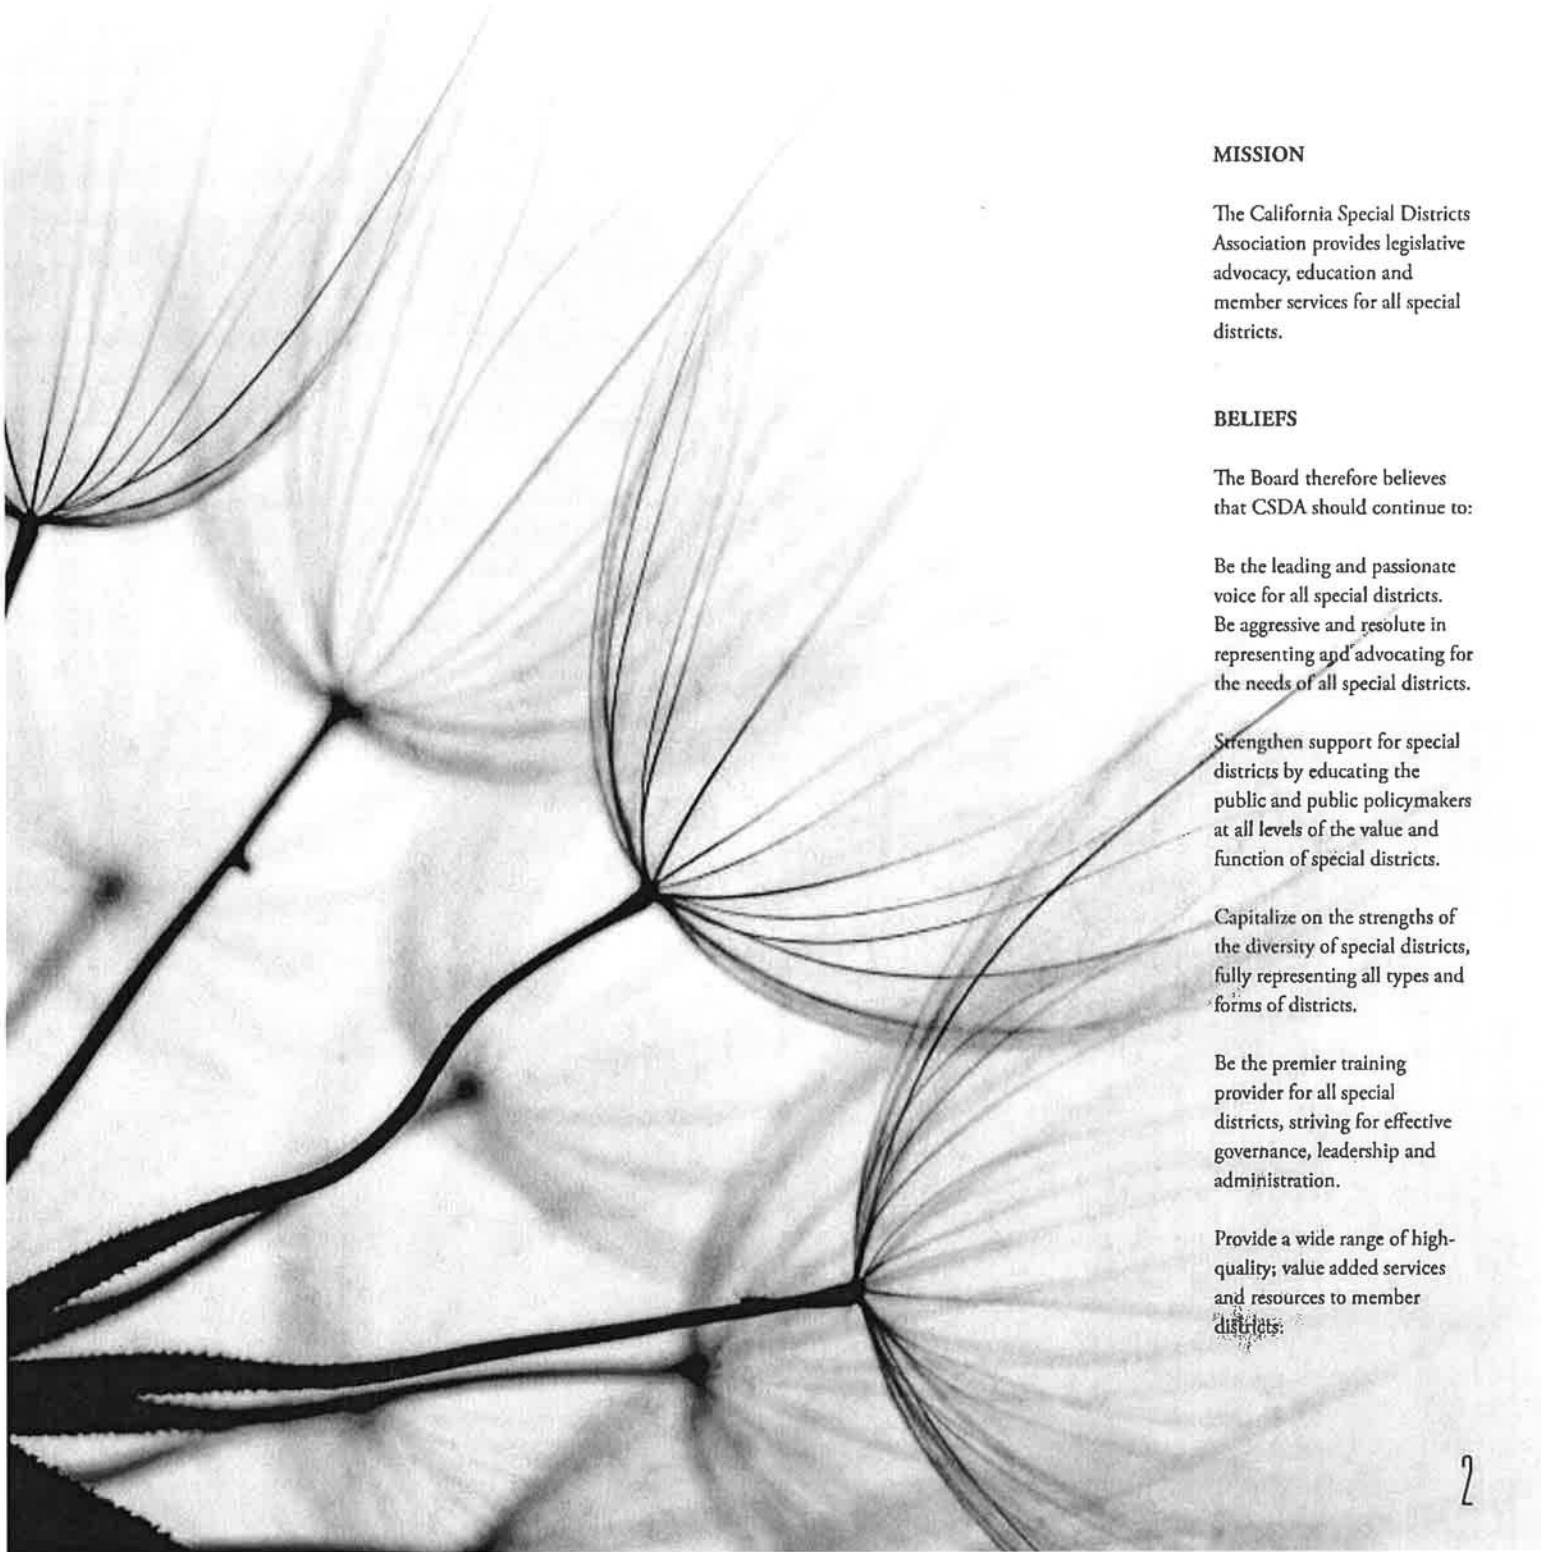 MISSION
The California Special Districts
Association provides legislative
advocacy, education and
member services for all special
districts.
BELIEFS
The Board therefore believes
that CSDA should continue to:
Be the leading and passionate
voice for all special districts.
Be aggressive and resolute in
representing and advocating for
the needs of all special districts.
Strengthen support for special
districts by educating the
public and public policymakers
at all levels of the value and
function of special districts.
Capitalize on the strengths of
the diversity of special districts,
fully representing all types and
forms of districts.
Be the premier training
provider for all special
districts, striving for effective
governance, leadership and
administration.
Provide a wide range of high-
quality; value added services
and resources to member
districts.
2